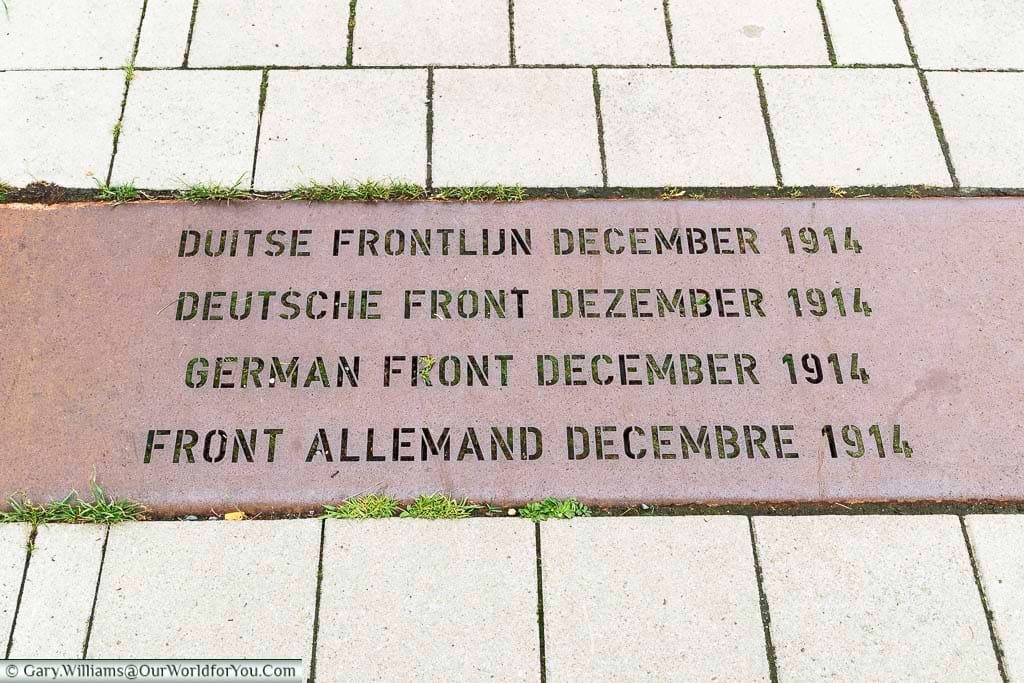 DUITSE FRONTLIJN DECEMBER 1914
DEUTSCHE FRONT DEZEMBER 1914
GERMAN FRONT DECEMBER 1914
FRONT ALLEMAND DECEMBRE 1914
© Gary.Williams@OurWorldforYou.Com